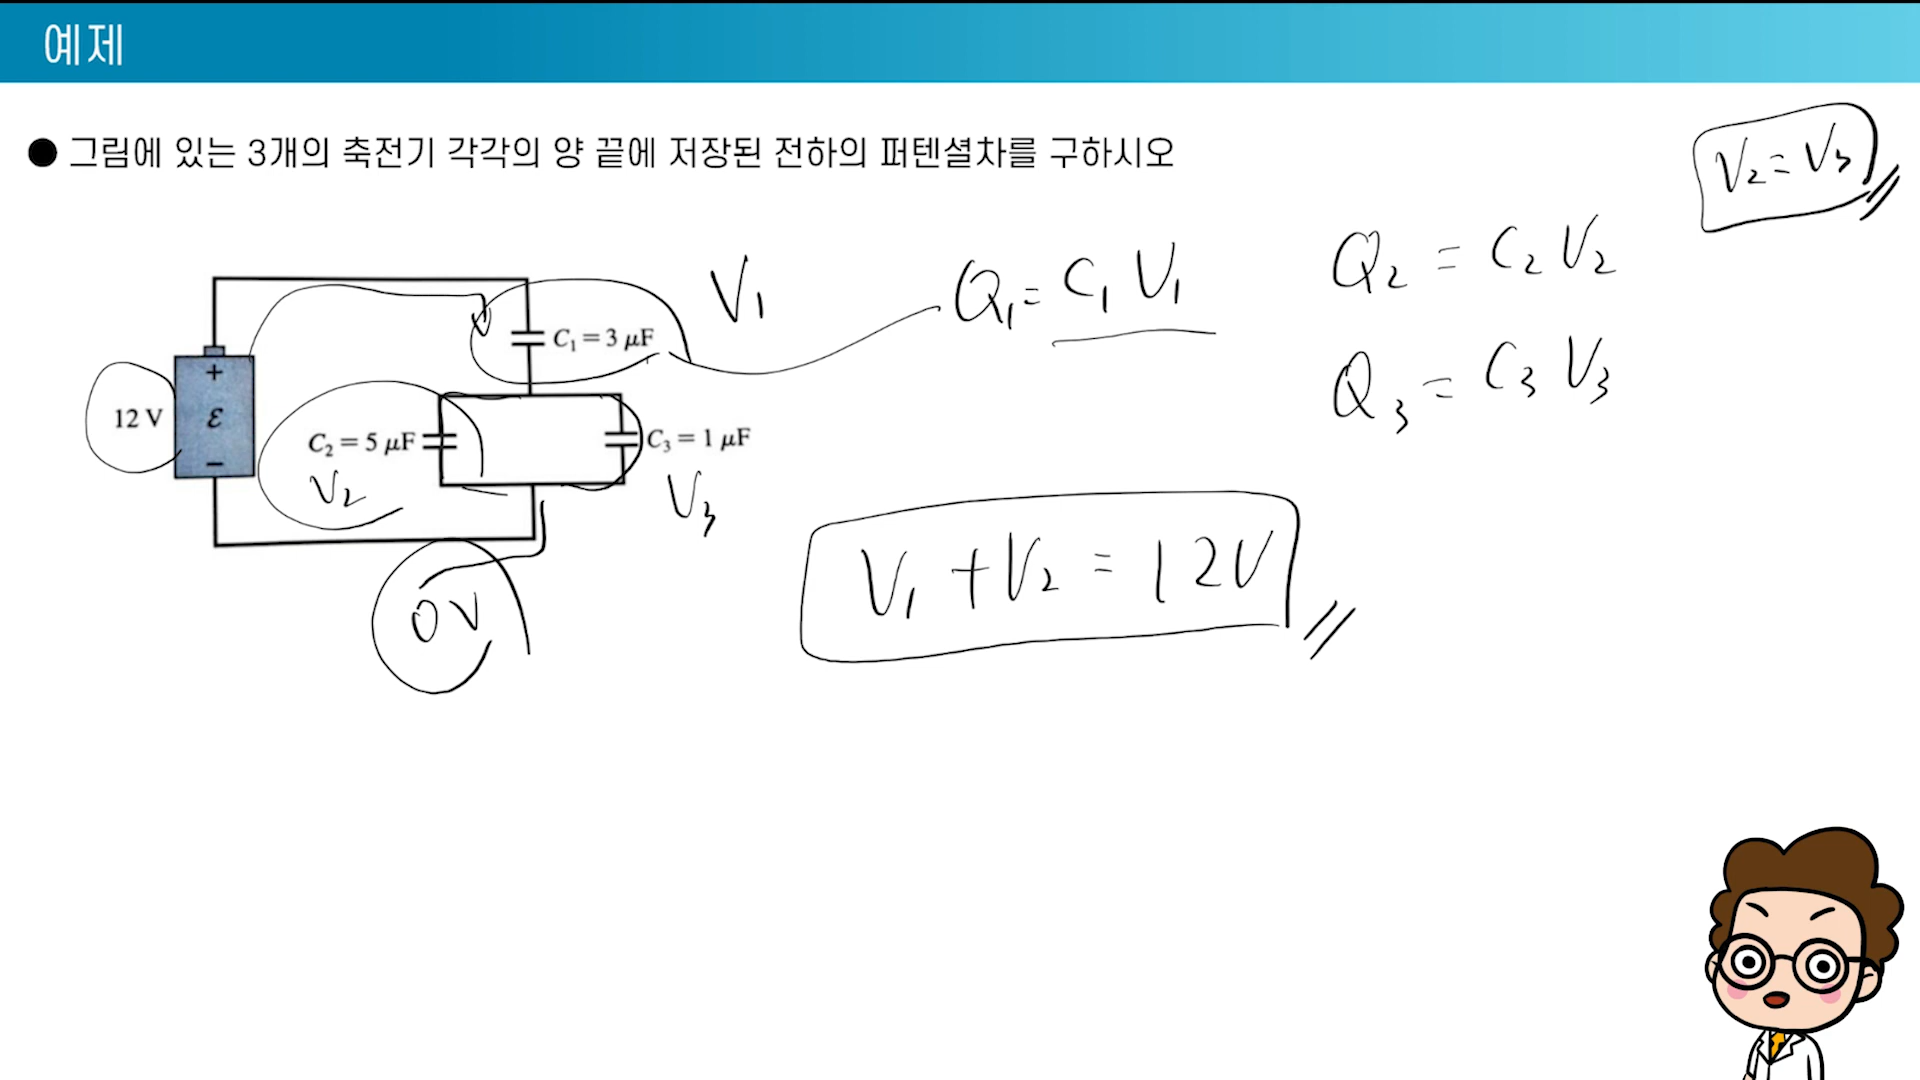 예제
● 그림에 있는 3개의 축전기 각각의 양 끝에 저장된 전하의 퍼텐셜차를 구하시오
V₂ = V₃
V₁
Q₁ = C₁ V₁
Q₂ = C₂ V₂
Q₃ = C₃ V₃
C₁ = 3 μF
12 V
+
ℰ
−
C₂ = 5 μF
C₃ = 1 μF
V₂
V₃
V₁ + V₂ = 12V
0V